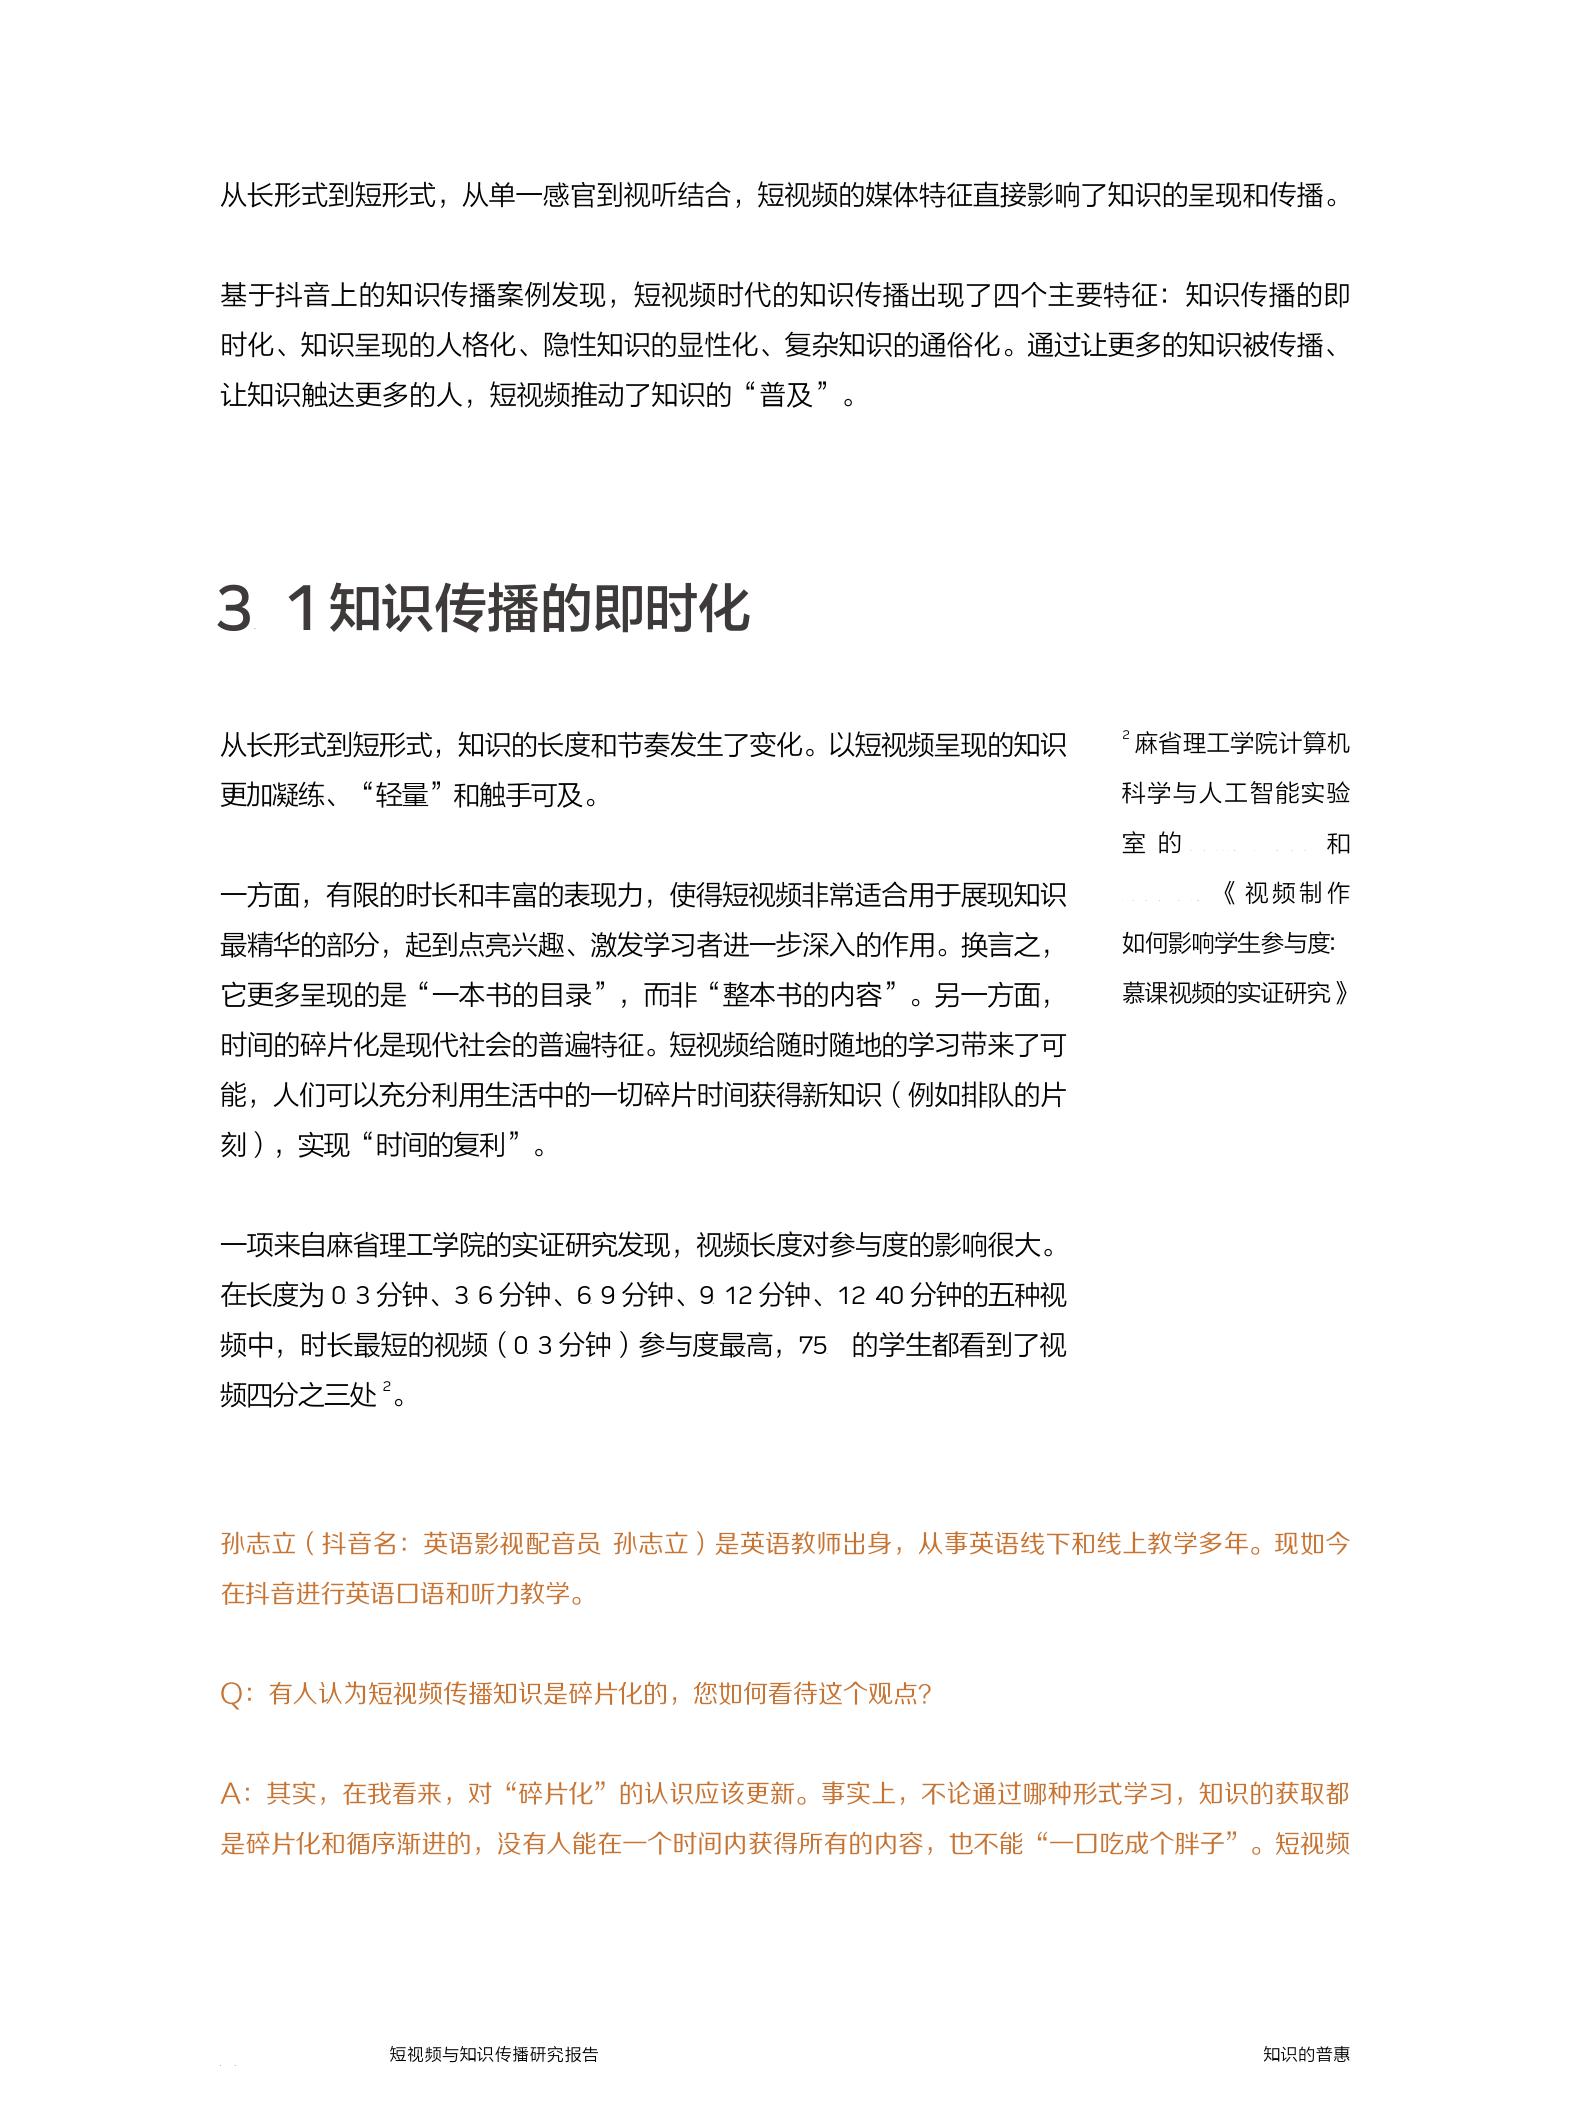 从长形式到短形式，从单一感官到视听结合，短视频的媒体特征直接影响了知识的呈现和传播。
基于抖音上的知识传播案例发现，短视频时代的知识传播出现了四个主要特征：知识传播的即
时化、知识呈现的人格化、隐性知识的显性化、复杂知识的通俗化。通过让更多的知识被传播、
让知识触达更多的人，短视频推动了知识的“普及”。
3 1知识传播的即时化
从长形式到短形式，知识的长度和节奏发生了变化。以短视频呈现的知识
更加凝练、“轻量”和触手可及。
一方面，有限的时长和丰富的表现力，使得短视频非常适合用于展现知识
最精华的部分，起到点亮兴趣、激发学习者进一步深入的作用。换言之，
它更多呈现的是“一本书的目录”，而非“整本书的内容”。另一方面，
时间的碎片化是现代社会的普遍特征。短视频给随时随地的学习带来了可
能，人们可以充分利用生活中的一切碎片时间获得新知识（例如排队的片
刻），实现“时间的复利”。
一项来自麻省理工学院的实证研究发现，视频长度对参与度的影响很大。
在长度为 0 3 分钟、3 6 分钟、6 9 分钟、9 12 分钟、12 40 分钟的五种视
频中，时长最短的视频（0 3 分钟）参与度最高，75 的学生都看到了视
频四分之三处 2。
2 麻省理工学院计算机
科学与人工智能实验
室 的 和
《 视频制作
如何影响学生参与度：
慕课视频的实证研究》
孙志立（抖音名：英语影视配音员 孙志立）是英语教师出身，从事英语线下和线上教学多年。现如今
在抖音进行英语口语和听力教学。
Q：有人认为短视频传播知识是碎片化的，您如何看待这个观点？
A：其实，在我看来，对“碎片化”的认识应该更新。事实上，不论通过哪种形式学习，知识的获取都
是碎片化和循序渐进的，没有人能在一个时间内获得所有的内容，也不能“一口吃成个胖子”。短视频
短视频与知识传播研究报告
知识的普惠